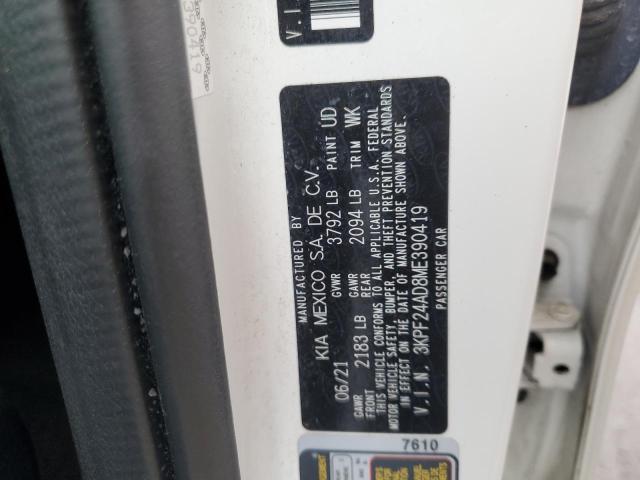 390419
V.I.
MANUFACTURED BY
KIA MEXICO S.A. DE C.V.
06/21 GVWR 3792 LB PAINT UD
GAWR FRONT 2183 LB GAWR REAR 2094 LB TRIM WK
THIS VEHICLE CONFORMS TO ALL APPLICABLE U.S.A. FEDERAL
MOTOR VEHICLE SAFETY, BUMPER, AND THEFT PREVENTION STANDARDS
IN EFFECT ON THE DATE OF MANUFACTURE SHOWN ABOVE.
V.I.N. 3KPF24AD8ME390419
PASSENGER CAR
7610